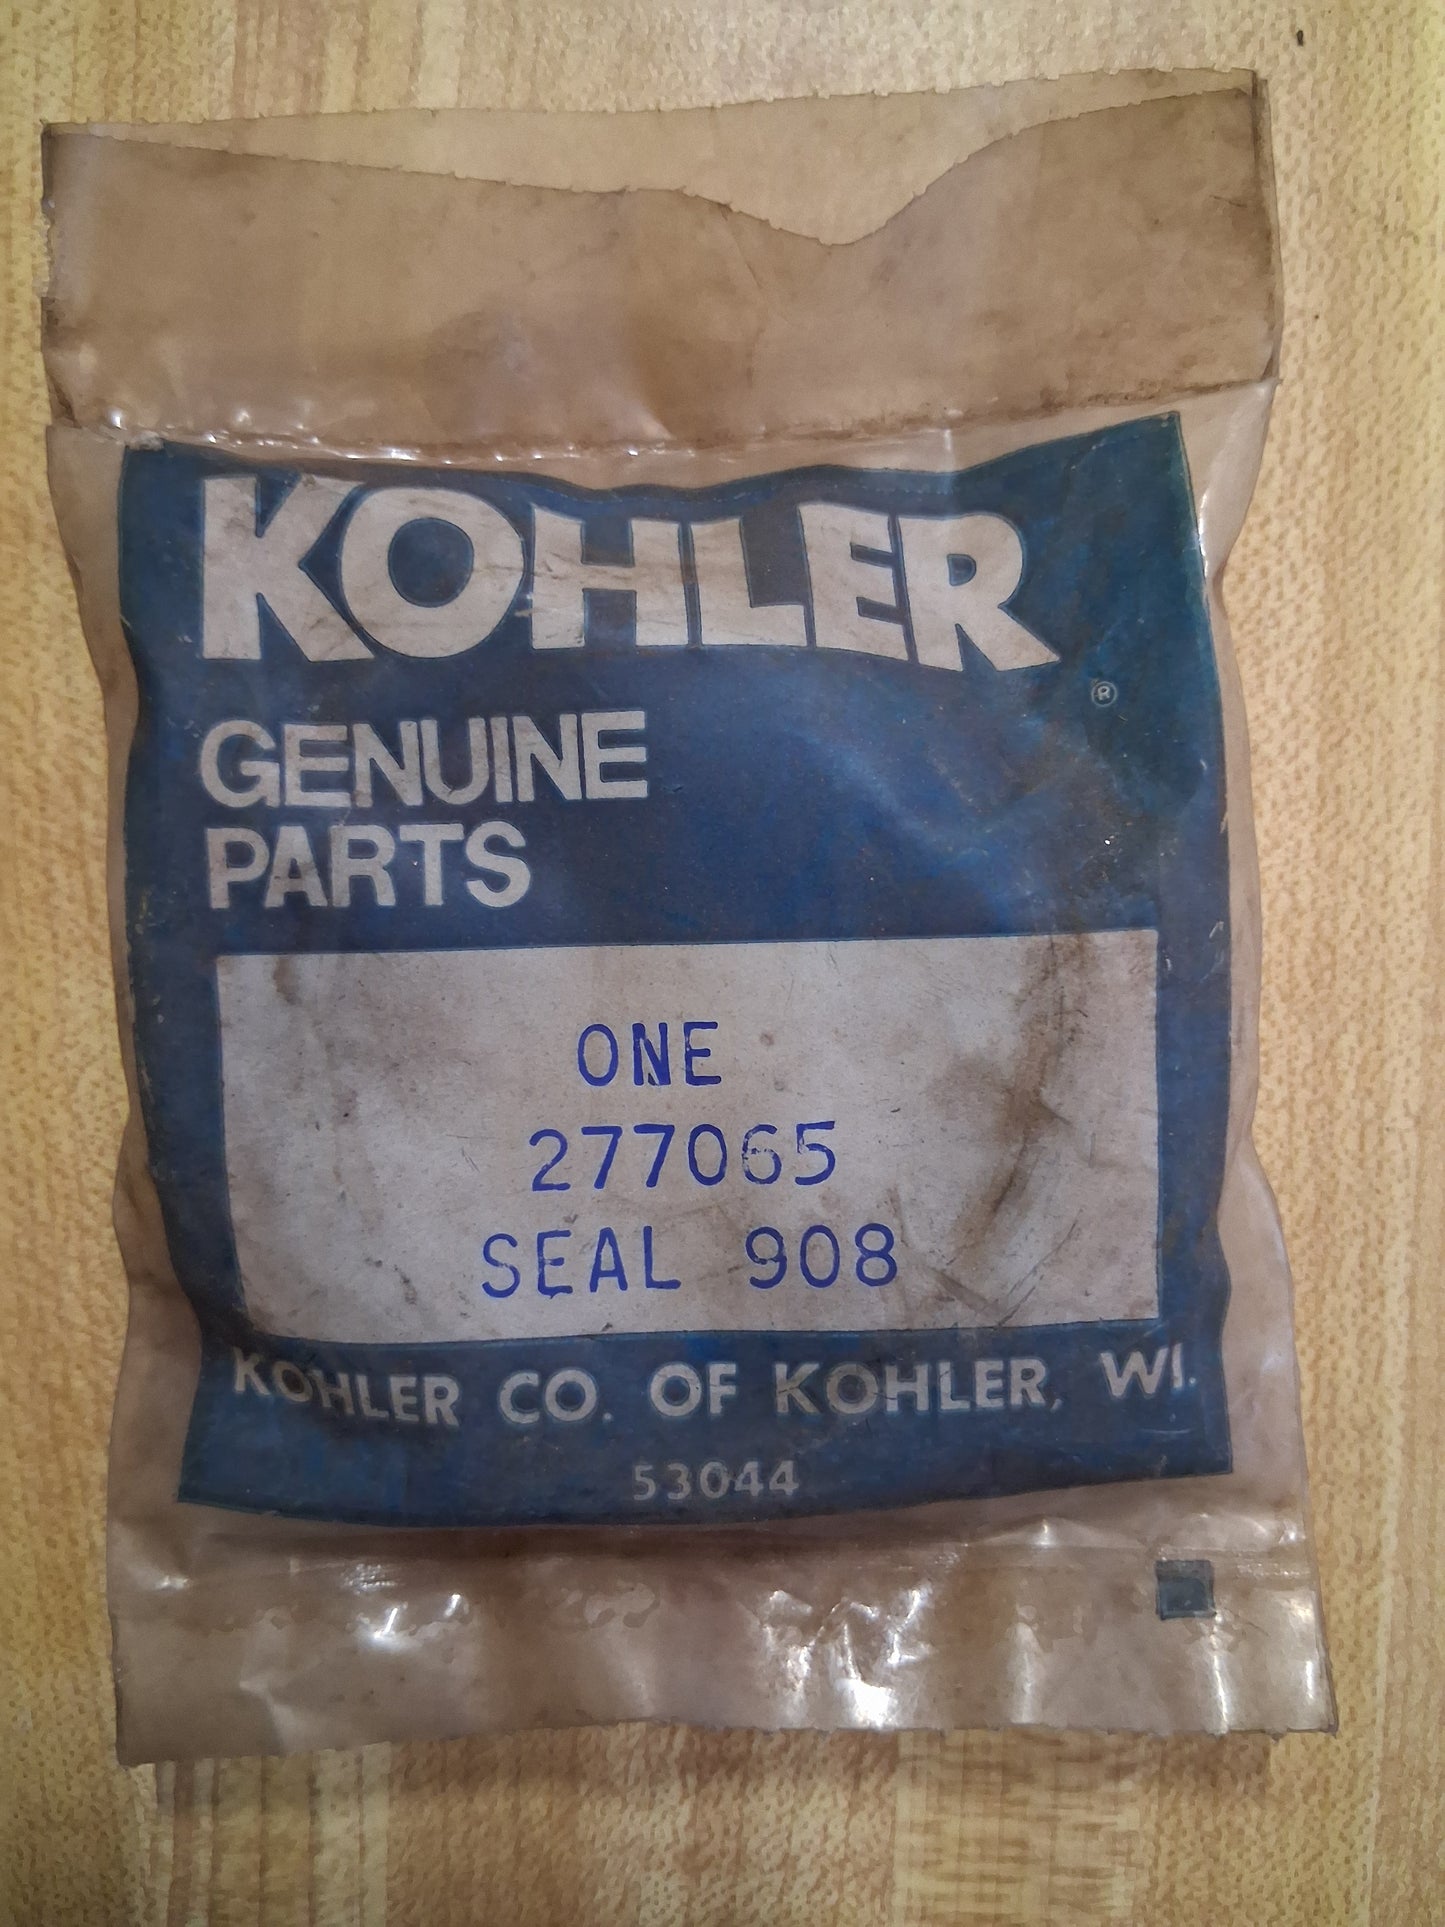 KOHLER
®
GENUINE
PARTS
ONE
277065
SEAL 908
KOHLER CO. OF KOHLER, WI.
53044